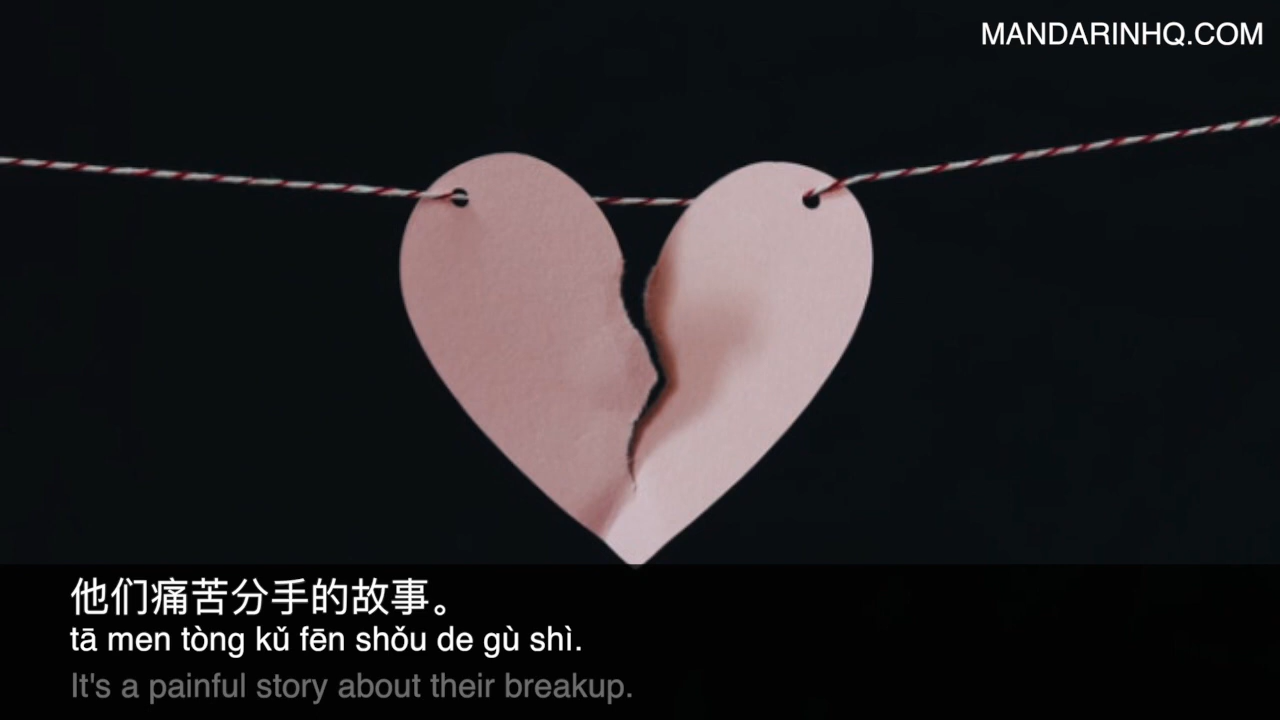 MANDARINHQ.COM
他们痛苦分手的故事。
tā men tòng kǔ fēn shǒu de gù shì.
It's a painful story about their breakup.